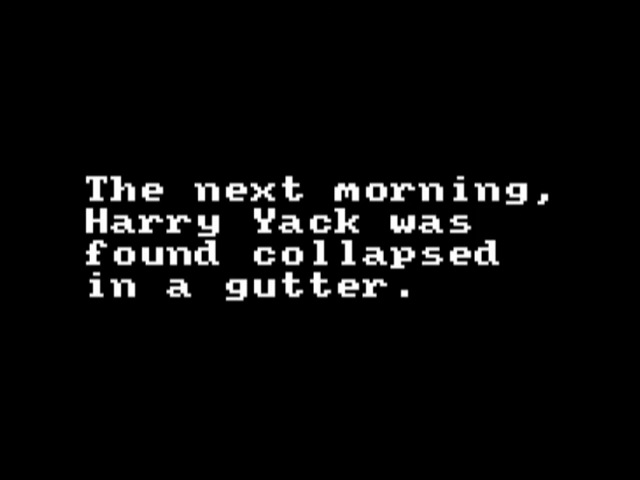 The next morning,
Harry Yack was
found collapsed
in a gutter.